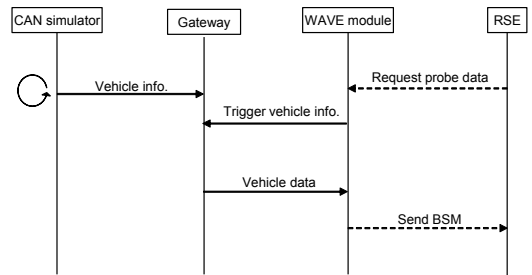 CAN simulator
Gateway
WAVE module
RSE
Vehicle info.
Request probe data
Trigger vehicle info.
Vehicle data
Send BSM